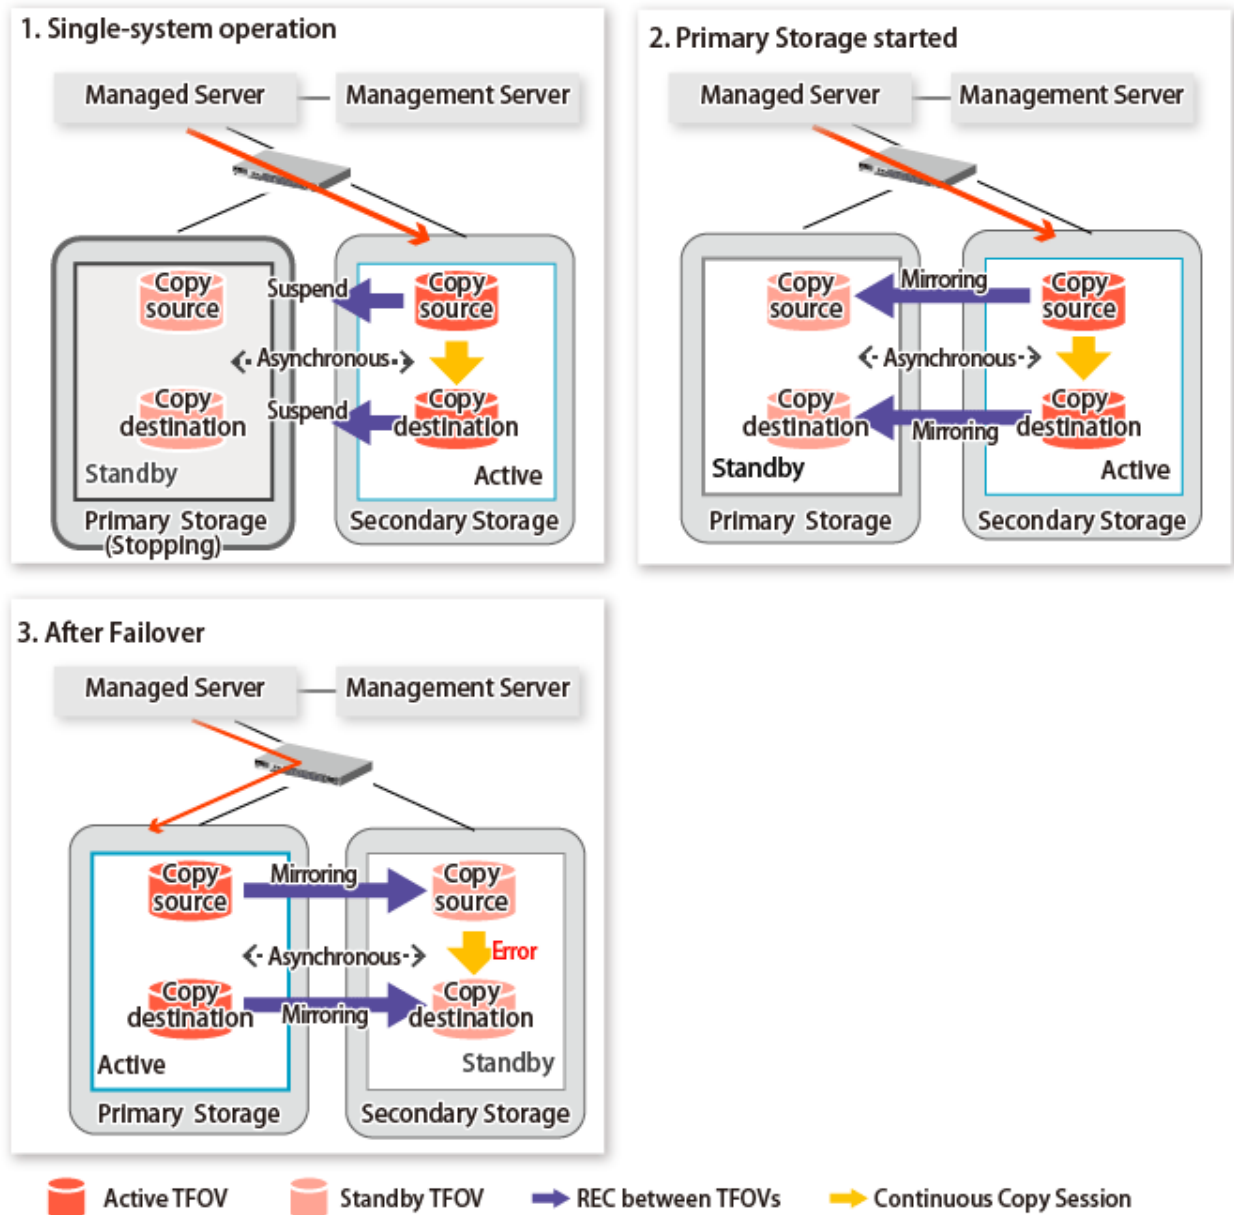 1. Single-system operation
Managed Server
Management Server
Suspend
Copy
source
Copy
source
Asynchronous
Suspend
Copy
destination
Copy
destination
Standby
Active
Primary Storage
(Stopping)
Secondary Storage
2. Primary Storage started
Managed Server
Management Server
Copy
source
Mirroring
Copy
source
Asynchronous
Copy
destination
Mirroring
Copy
destination
Standby
Active
Primary Storage
Secondary Storage
3. After Failover
Managed Server
Management Server
Copy
source
Mirroring
Copy
source
Asynchronous
Error
Copy
destination
Mirroring
Copy
destination
Active
Standby
Primary Storage
Secondary Storage
Active TFOV
Standby TFOV
REC between TFOVs
Continuous Copy Session